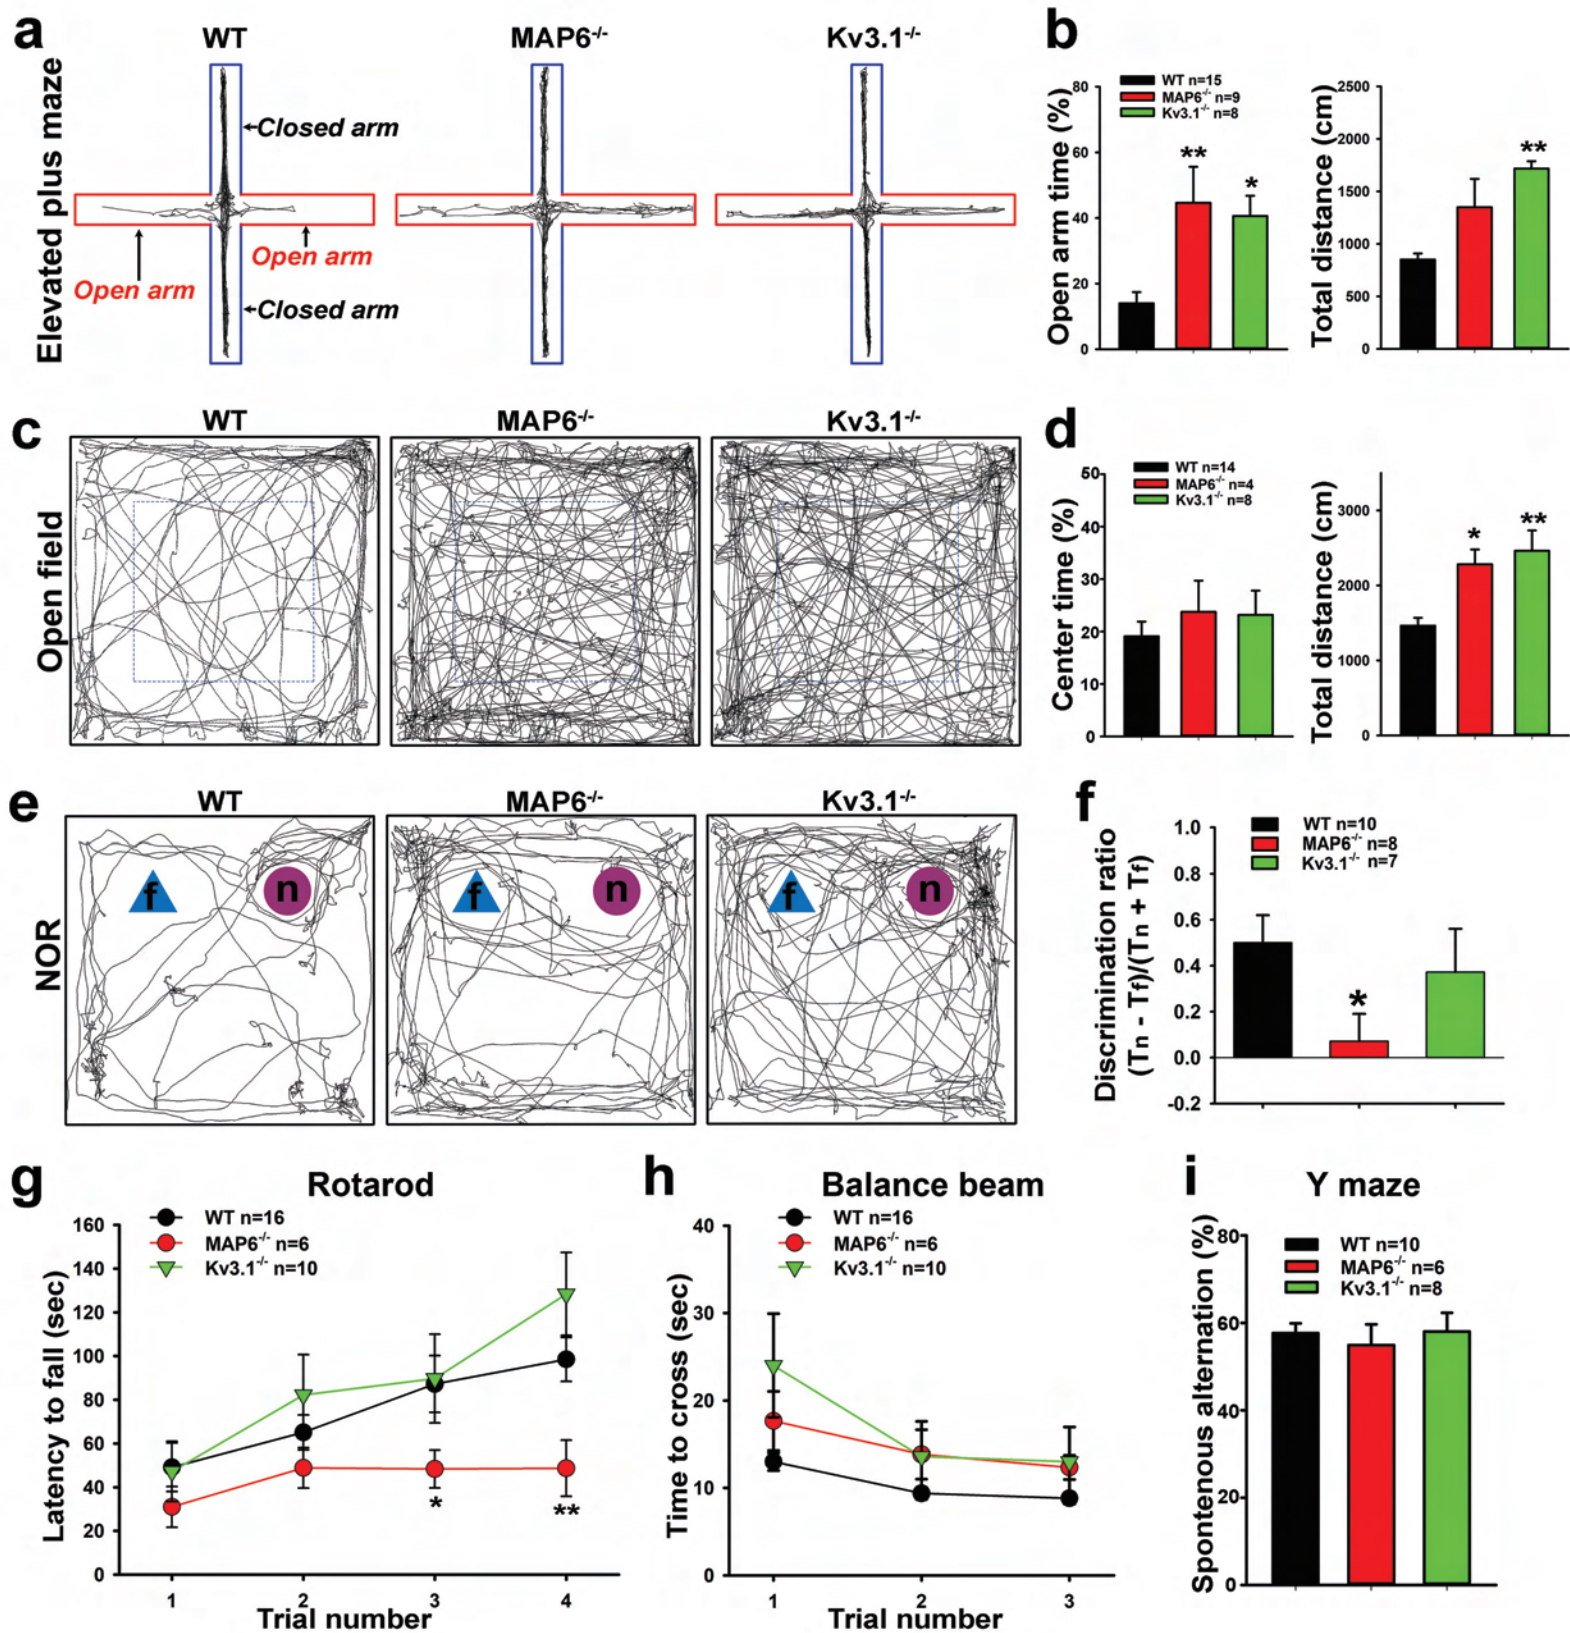 a
WT
MAP6-/-
Kv3.1-/-
Elevated plus maze
Closed arm
Open arm
Open arm
Closed arm
b
WT n=15
MAP6-/- n=9
Kv3.1-/- n=8
Open arm time (%)
80
60
40
20
0
**
*
Total distance (cm)
2500
2000
1500
1000
500
0
**
c
WT
MAP6-/-
Kv3.1-/-
Open field
d
WT n=14
MAP6-/- n=4
Kv3.1-/- n=8
Center time (%)
50
40
30
20
10
0
Total distance (cm)
3000
2000
1000
0
*
**
e
WT
MAP6-/-
Kv3.1-/-
NOR
f
n
f
n
f
n
f
WT n=10
MAP6-/- n=8
Kv3.1-/- n=7
Discrimination ratio
(Tn - Tf)/(Tn + Tf)
1.0
0.8
0.6
0.4
0.2
0.0
-0.2
*
g
Rotarod
WT n=16
MAP6-/- n=6
Kv3.1-/- n=10
Latency to fall (sec)
160
140
120
100
80
60
40
20
0
*
**
1
2
3
4
Trial number
h
Balance beam
WT n=16
MAP6-/- n=6
Kv3.1-/- n=10
Time to cross (sec)
40
30
20
10
0
1
2
3
Trial number
i
Y maze
WT n=10
MAP6-/- n=6
Kv3.1-/- n=8
Spontenous alternation (%)
80
60
40
20
0